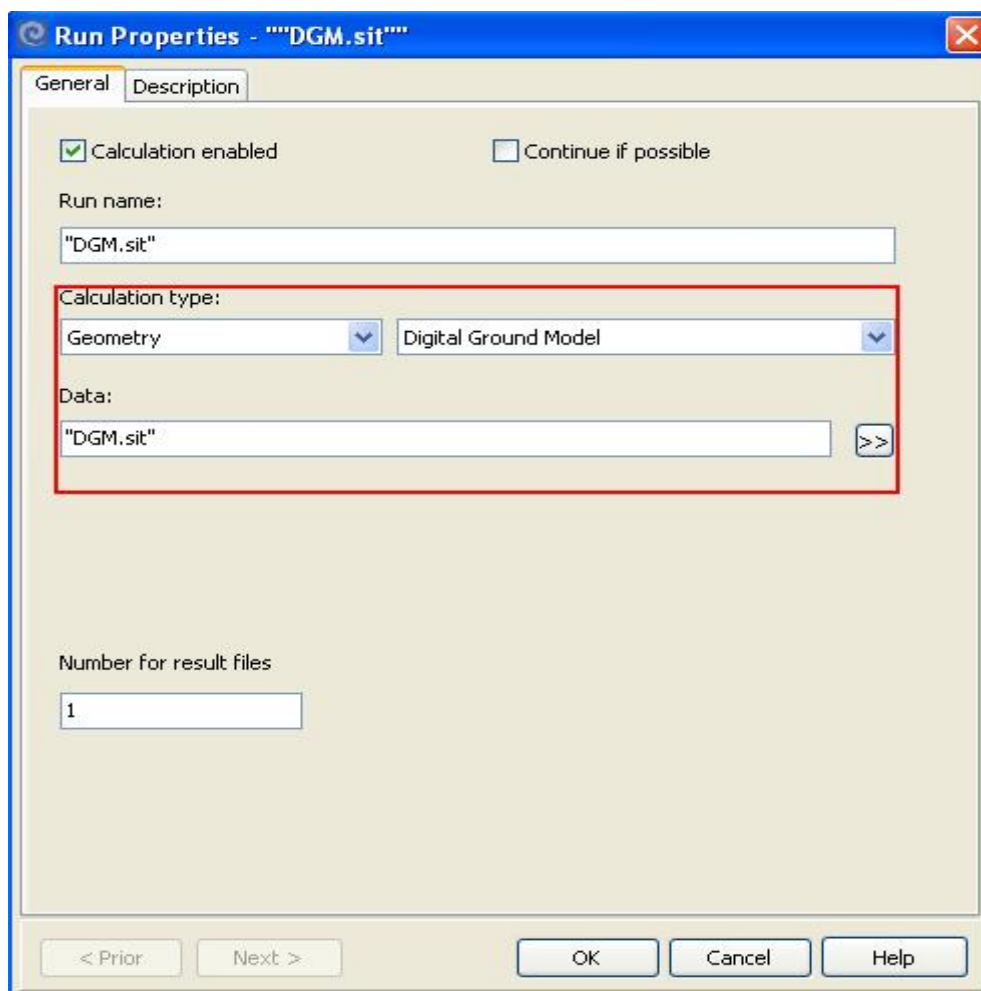 Run Properties - ""DGM.sit""
General Description
Calculation enabled Continue if possible
Run name:
"DGM.sit"
Calculation type:
Geometry Digital Ground Model
Data:
"DGM.sit" >>
Number for result files
1
< Prior Next > OK Cancel Help